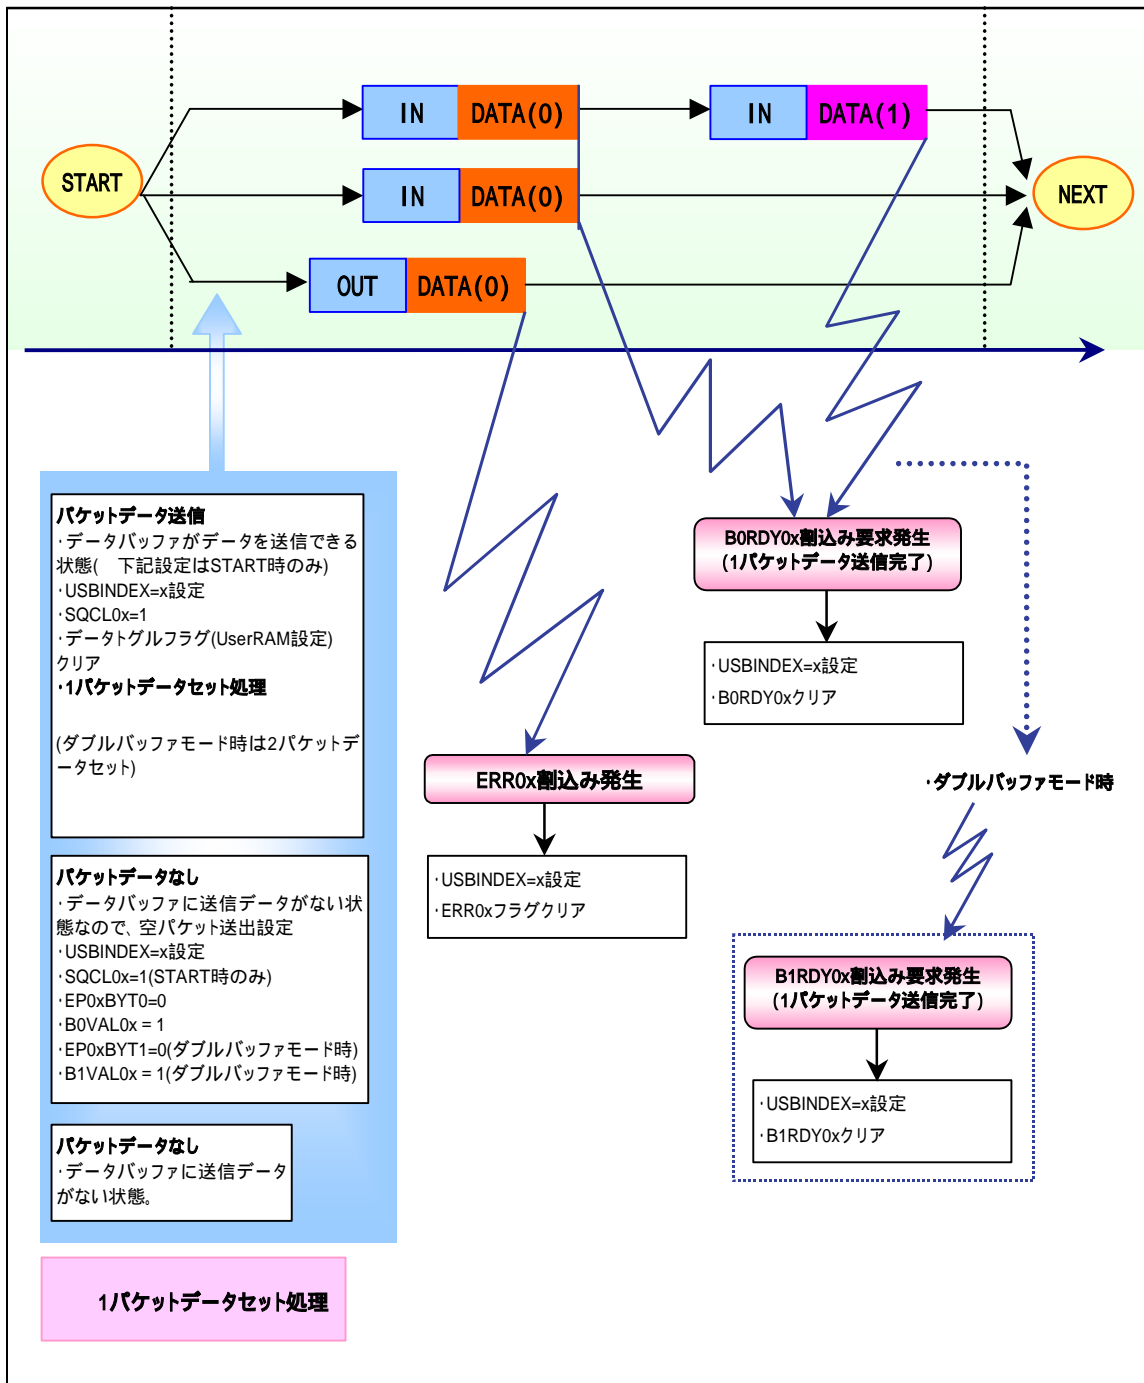 START
IN
DATA(0)
IN
DATA(1)
IN
DATA(0)
OUT
DATA(0)
NEXT
パケットデータ送信
・データバッファがデータを送信できる
状態(　下記設定はSTART時のみ)
・USBINDEX=x設定
・SQCL0x=1
・データトグルフラグ(UserRAM設定)
クリア
・1パケットデータセット処理
(ダブルバッファモード時は2パケットデ
ータセット)
パケットデータなし
・データバッファに送信データがない状
態なので、空パケット送出設定
・USBINDEX=x設定
・SQCL0x=1(START時のみ)
・EP0xBYT0=0
・B0VAL0x = 1
・EP0xBYT1=0(ダブルバッファモード時)
・B1VAL0x = 1(ダブルバッファモード時)
パケットデータなし
・データバッファに送信データ
がない状態。
1パケットデータセット処理
ERR0x割込み発生
・USBINDEX=x設定
・ERR0xフラグクリア
B0RDY0x割込み要求発生
(1パケットデータ送信完了)
・USBINDEX=x設定
・B0RDY0xクリア
・ダブルバッファモード時
B1RDY0x割込み要求発生
(1パケットデータ送信完了)
・USBINDEX=x設定
・B1RDY0xクリア